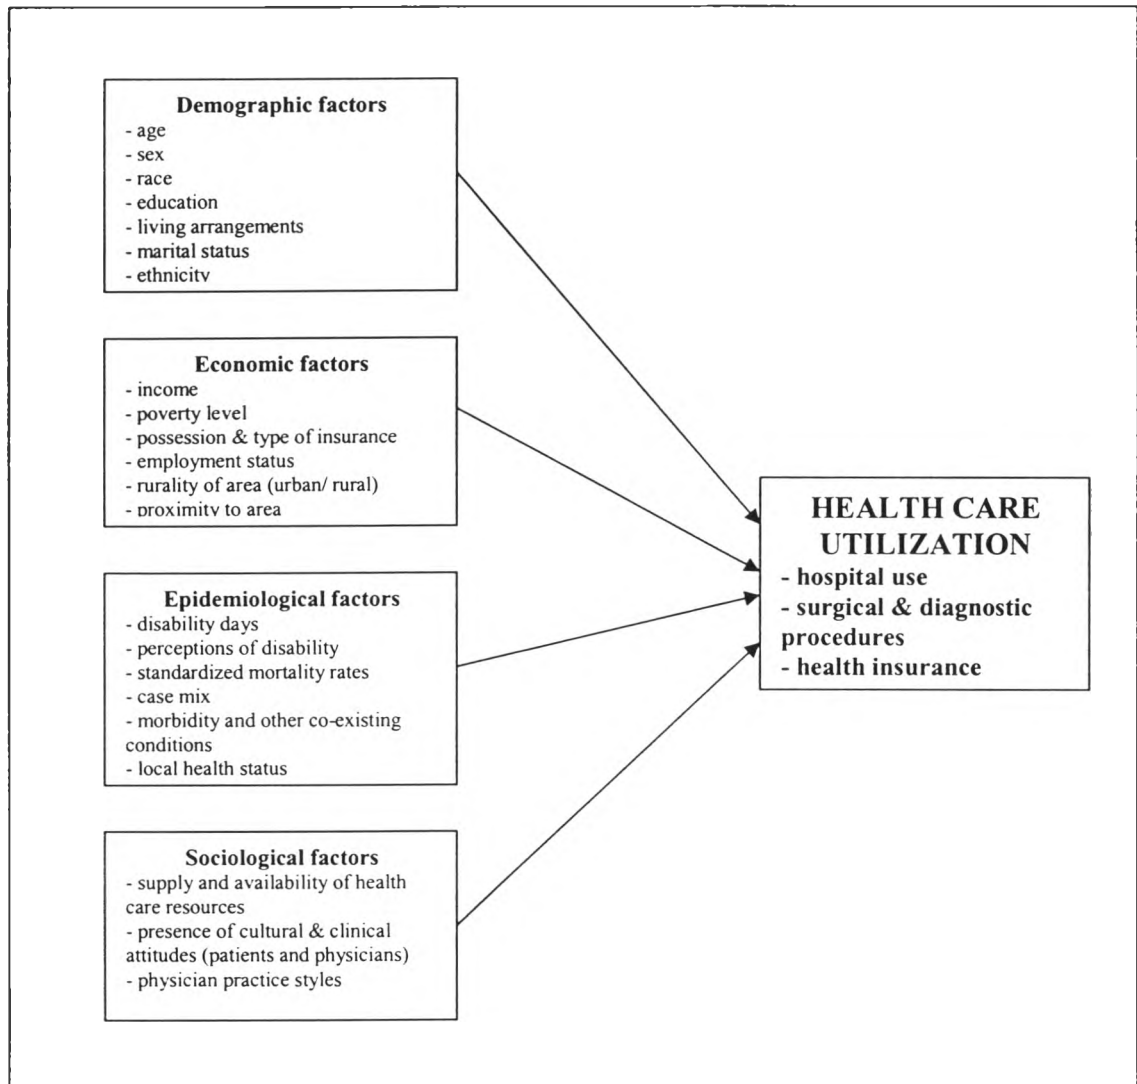 Demographic factors
- age
- sex
- race
- education
- living arrangements
- marital status
- ethnicity
Economic factors
- income
- poverty level
- possession & type of insurance
- employment status
- rurality of area (urban/ rural)
- proximity to area
Epidemiological factors
- disability days
- perceptions of disability
- standardized mortality rates
- case mix
- morbidity and other co-existing
conditions
- local health status
Sociological factors
- supply and availability of health
care resources
- presence of cultural & clinical
attitudes (patients and physicians)
- physician practice styles
HEALTH CARE
UTILIZATION
- hospital use
- surgical & diagnostic
procedures
- health insurance